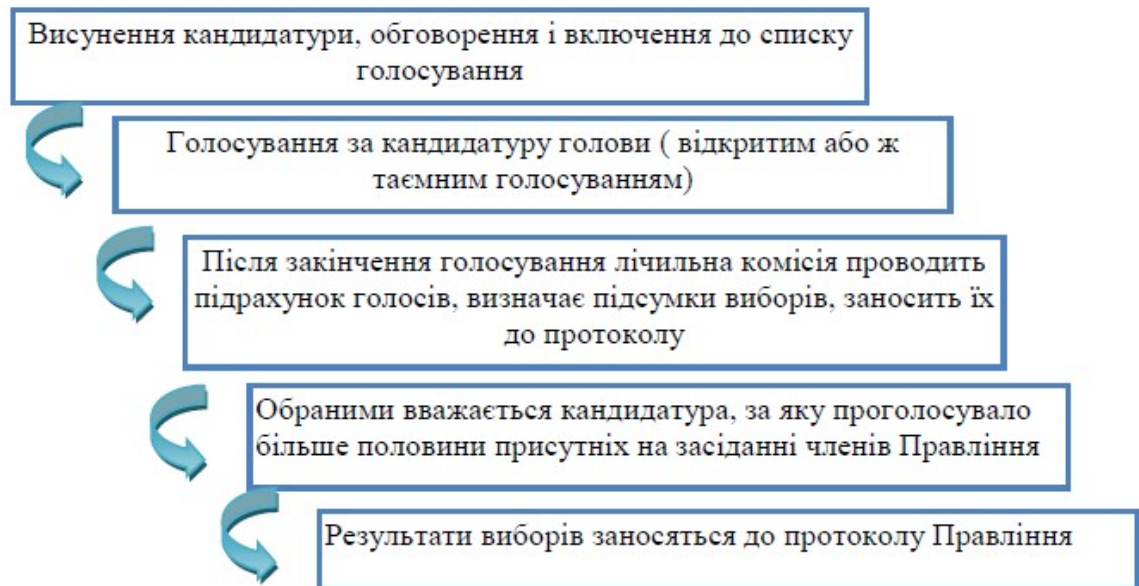 Висунення кандидатури, обговорення і включення до списку
голосування
Голосування за кандидатуру голови ( відкритим або ж
таємним голосуванням)
Після закінчення голосування лічильна комісія проводить
підрахунок голосів, визначає підсумки виборів, заносить їх
до протоколу
Обраними вважається кандидатура, за яку проголосувало
більше половини присутніх на засіданні членів Правління
Результати виборів заносяться до протоколу Правління